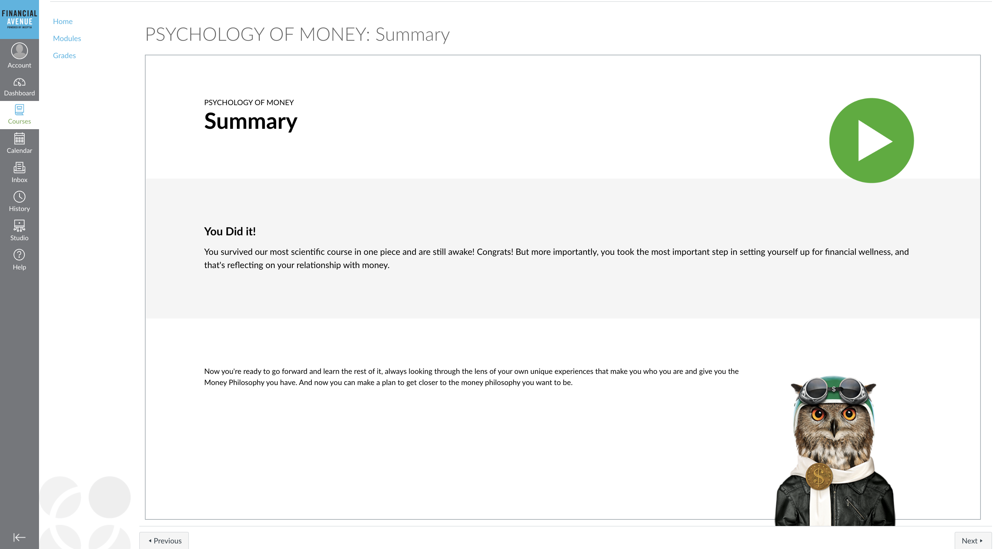 FINANCIAL
AVENUE
POWERED BY INCEPTIA
Account
Dashboard
Courses
Calendar
Inbox
History
Studio
Help
Home
Modules
Grades
PSYCHOLOGY OF MONEY: Summary
PSYCHOLOGY OF MONEY
Summary
You Did it!
You survived our most scientific course in one piece and are still awake! Congrats! But more importantly, you took the most important step in setting yourself up for financial wellness, and
that's reflecting on your relationship with money.
Now you're ready to go forward and learn the rest of it, always looking through the lens of your own unique experiences that make you who you are and give you the
Money Philosophy you have. And now you can make a plan to get closer to the money philosophy you want to be.
$
$
Previous
Next